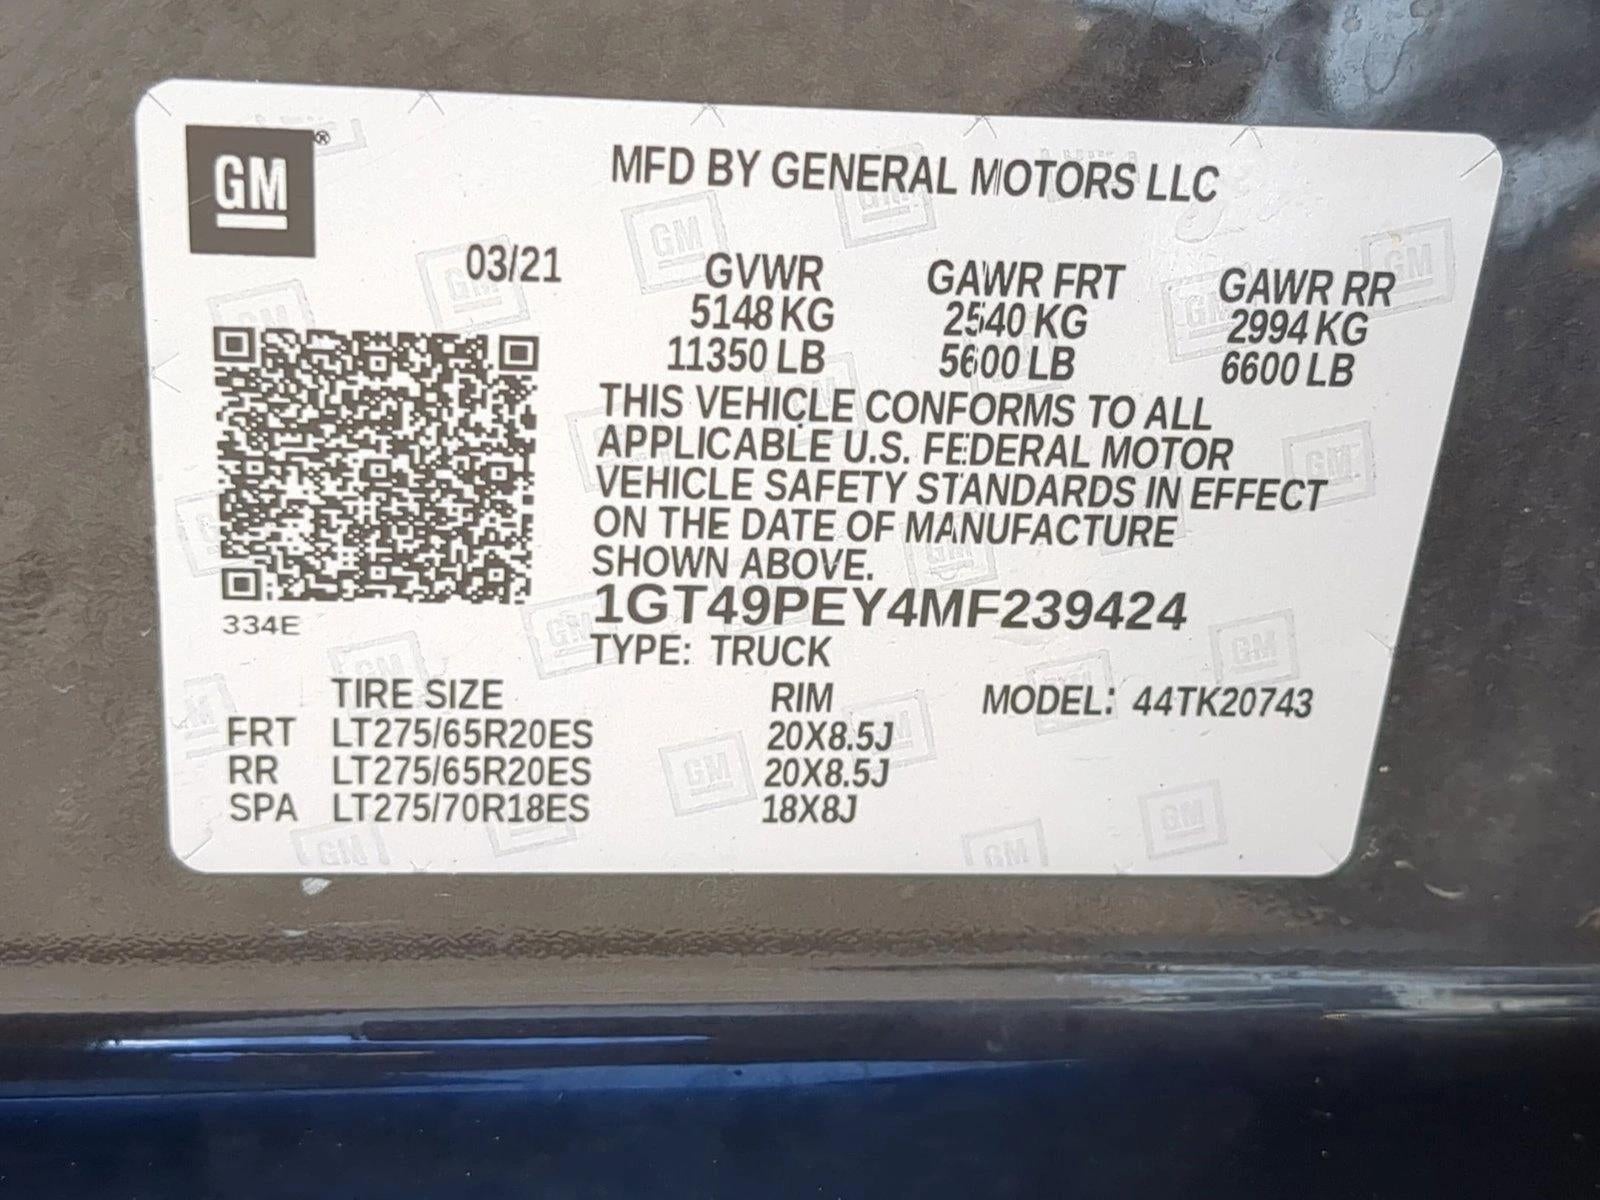 GM®
MFD BY GENERAL MOTORS LLC
03/21
GVWR GAWR FRT GAWR RR
5148 KG 2540 KG 2994 KG
11350 LB 5600 LB 6600 LB
THIS VEHICLE CONFORMS TO ALL
APPLICABLE U.S. FEDERAL MOTOR
VEHICLE SAFETY STANDARDS IN EFFECT
ON THE DATE OF MANUFACTURE
SHOWN ABOVE.
1GT49PEY4MF239424
334E
TYPE: TRUCK
TIRE SIZE RIM MODEL: 44TK20743
FRT LT275/65R20ES 20X8.5J
RR LT275/65R20ES 20X8.5J
SPA LT275/70R18ES 18X8J